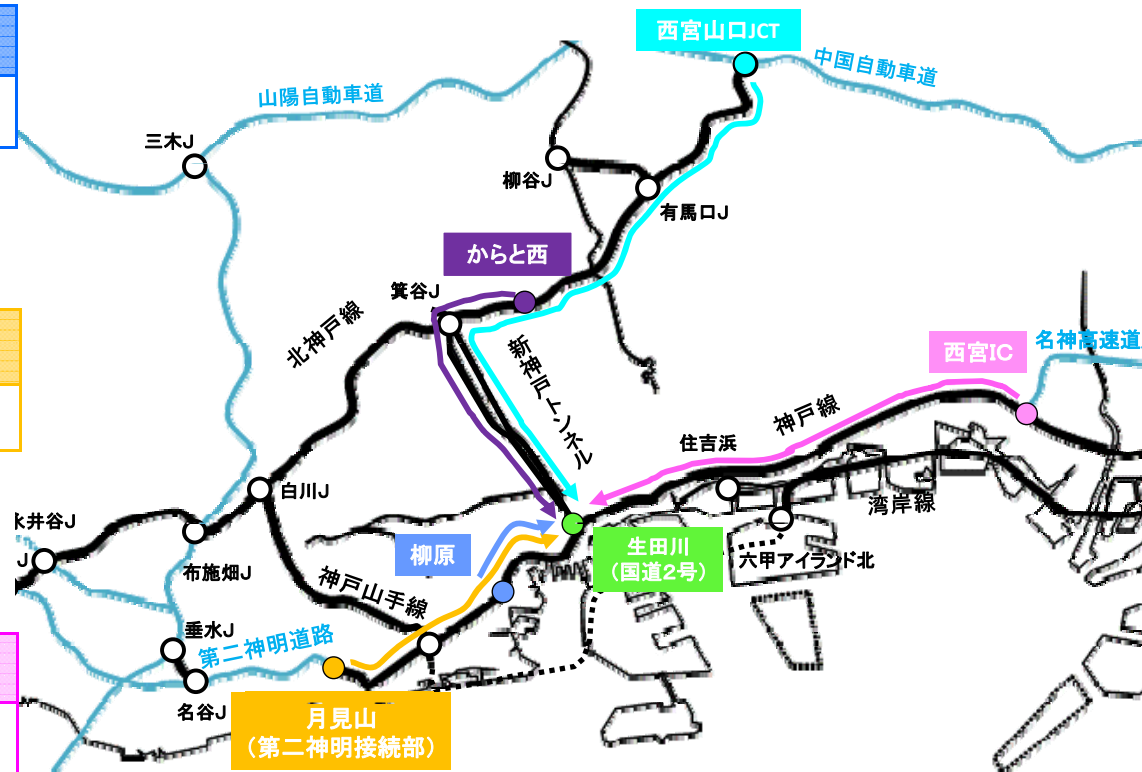 西宮山口JCT
中国自動車道
山陽自動車道
三木J
柳谷J
有馬口J
からと西
箕谷J
北神戸線
新神戸トンネル
西宮IC
名神高速道
神戸線
住吉浜
白川J
湾岸線
永井谷J
J
柳原
生田川
（国道２号）
六甲アイランド北
布施畑J
神戸山手線
垂水J
第二神明道路
名谷J
月見山
（第二神明接続部）